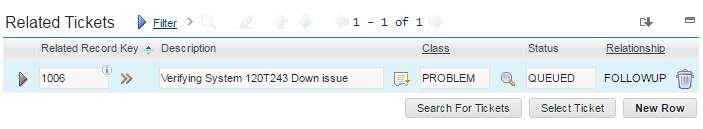 Related Tickets Filter 1 - 1 of 1
Related Record Key Description Class Status Relationship
1006 Verifying System 120T243 Down issue PROBLEM QUEUED FOLLOWUP
Search For Tickets Select Ticket New Row